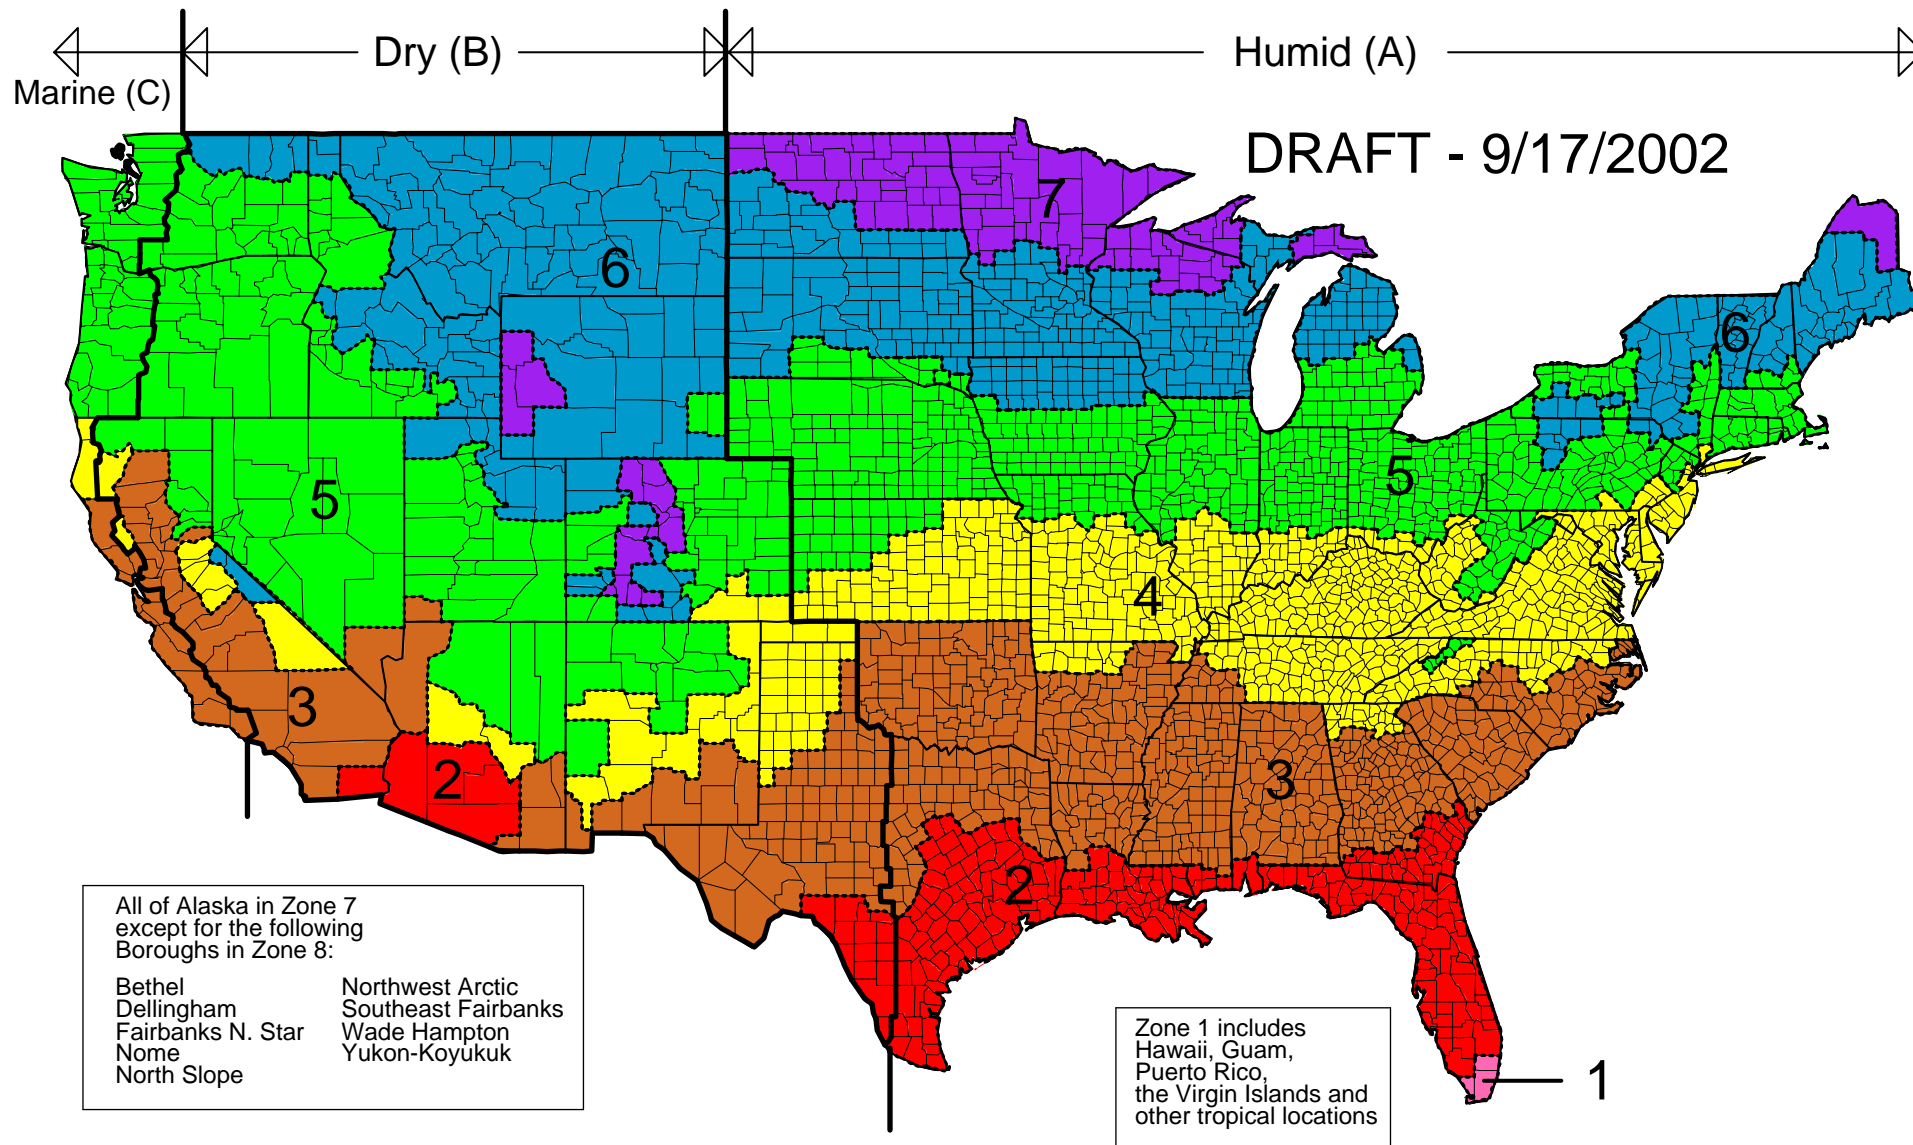 Marine (C)
Dry (B)
Humid (A)
DRAFT - 9/17/2002
7
6
6
5
5
4
3
3
2
2
1
All of Alaska in Zone 7
except for the following
Boroughs in Zone 8:
Bethel
Dellingham
Fairbanks N. Star
Nome
North Slope
Northwest Arctic
Southeast Fairbanks
Wade Hampton
Yukon-Koyukuk
Zone 1 includes
Hawaii, Guam,
Puerto Rico,
the Virgin Islands and
other tropical locations